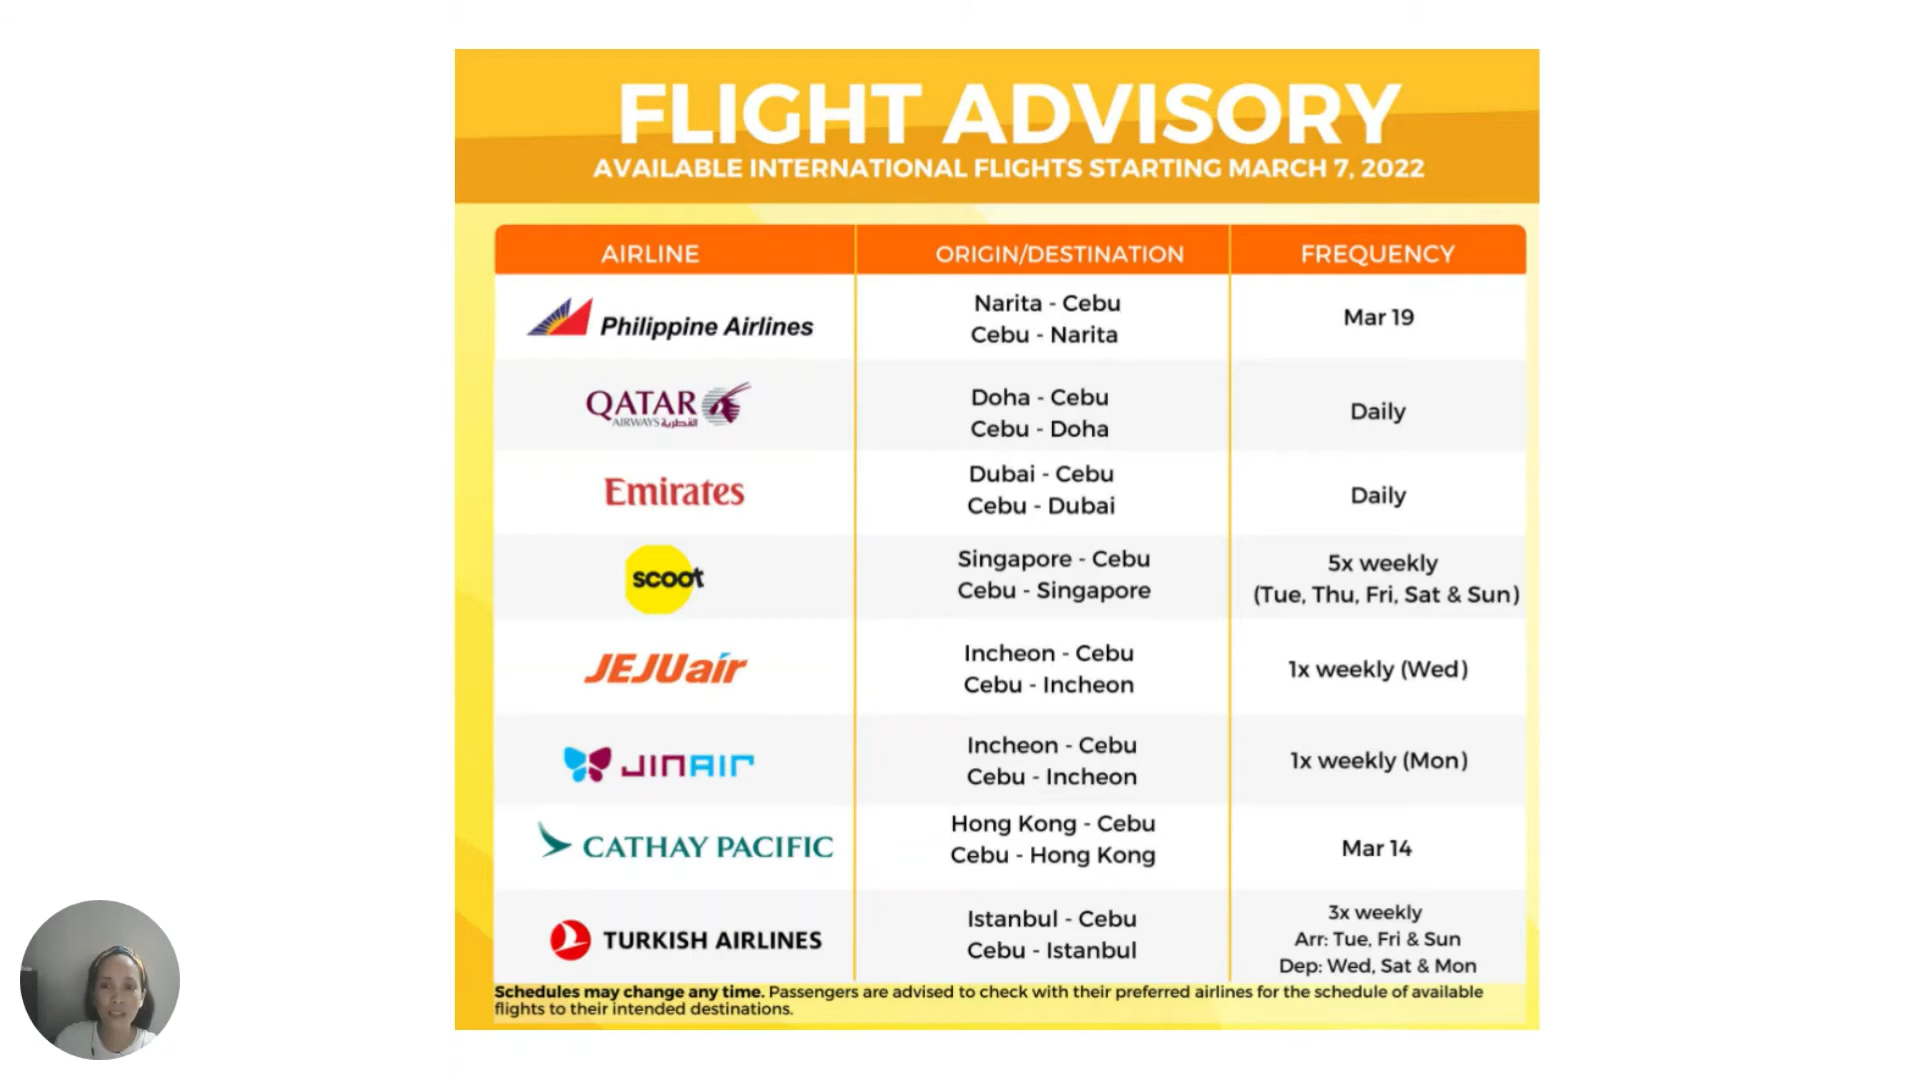 FLIGHT ADVISORY
AVAILABLE INTERNATIONAL FLIGHTS STARTING MARCH 7, 2022
AIRLINE ORIGIN/DESTINATION FREQUENCY
Philippine Airlines
Narita - Cebu
Cebu - Narita
Mar 19
QATAR
AIRWAYS القطرية
Doha - Cebu
Cebu - Doha
Daily
Emirates
Dubai - Cebu
Cebu - Dubai
Daily
scoot
Singapore - Cebu
Cebu - Singapore
5x weekly
(Tue, Thu, Fri, Sat & Sun)
JEJUair
Incheon - Cebu
Cebu - Incheon
1x weekly (Wed)
JINAIR
Incheon - Cebu
Cebu - Incheon
1x weekly (Mon)
CATHAY PACIFIC
Hong Kong - Cebu
Cebu - Hong Kong
Mar 14
TURKISH AIRLINES
Istanbul - Cebu
Cebu - Istanbul
3x weekly
Arr: Tue, Fri & Sun
Dep: Wed, Sat & Mon
Schedules may change any time. Passengers are advised to check with their preferred airlines for the schedule of available
flights to their intended destinations.